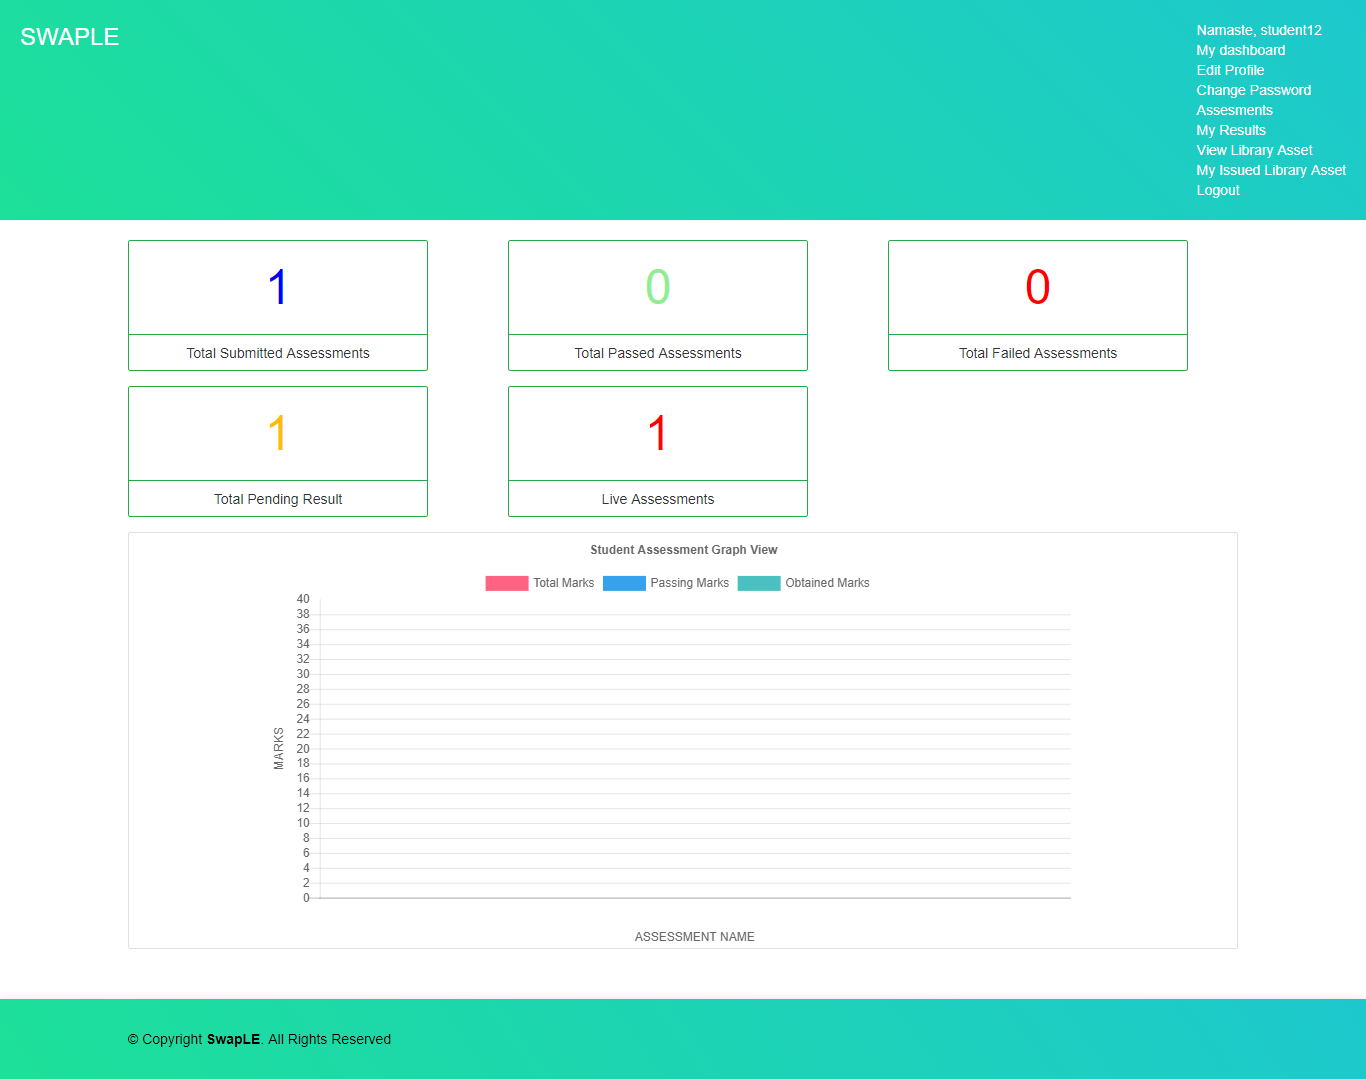 SWAPLE
Namaste, student12
My dashboard
Edit Profile
Change Password
Assesments
My Results
View Library Asset
My Issued Library Asset
Logout
1
Total Submitted Assessments
0
Total Passed Assessments
0
Total Failed Assessments
1
Total Pending Result
1
Live Assessments
Student Assessment Graph View
Total Marks Passing Marks Obtained Marks
40
38
36
34
32
30
28
26
24
22
20
18
16
14
12
10
8
6
4
2
0
MARKS
ASSESSMENT NAME
© Copyright SwapLE. All Rights Reserved